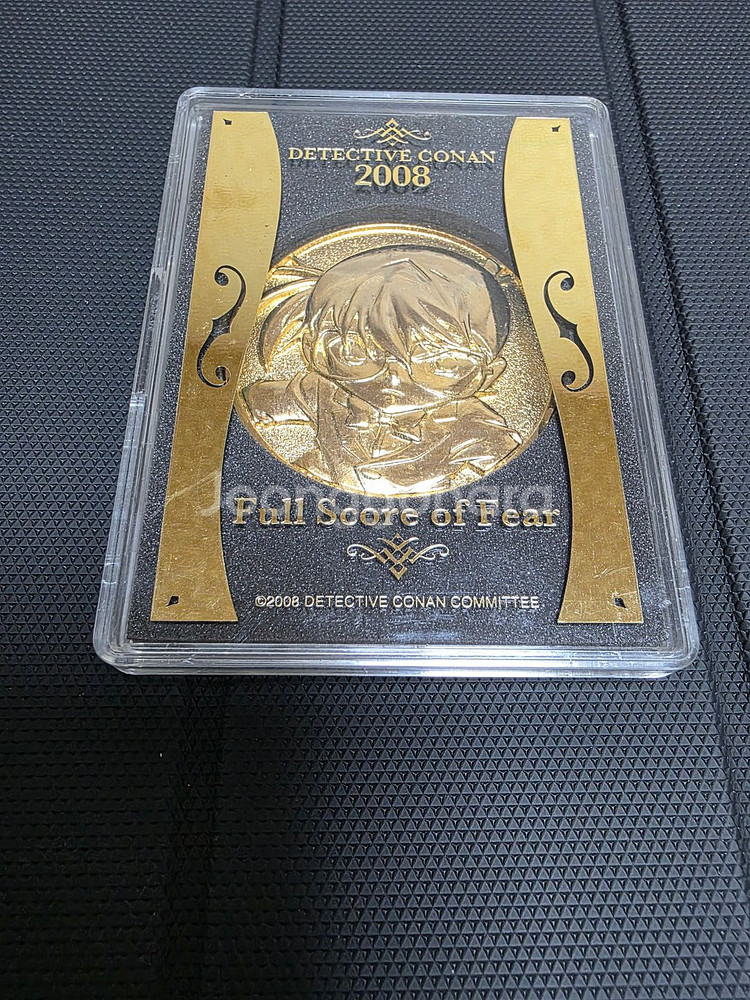 DETECTIVE CONAN
2008
Full Score of Fear
©2008 DETECTIVE CONAN COMMITTEE